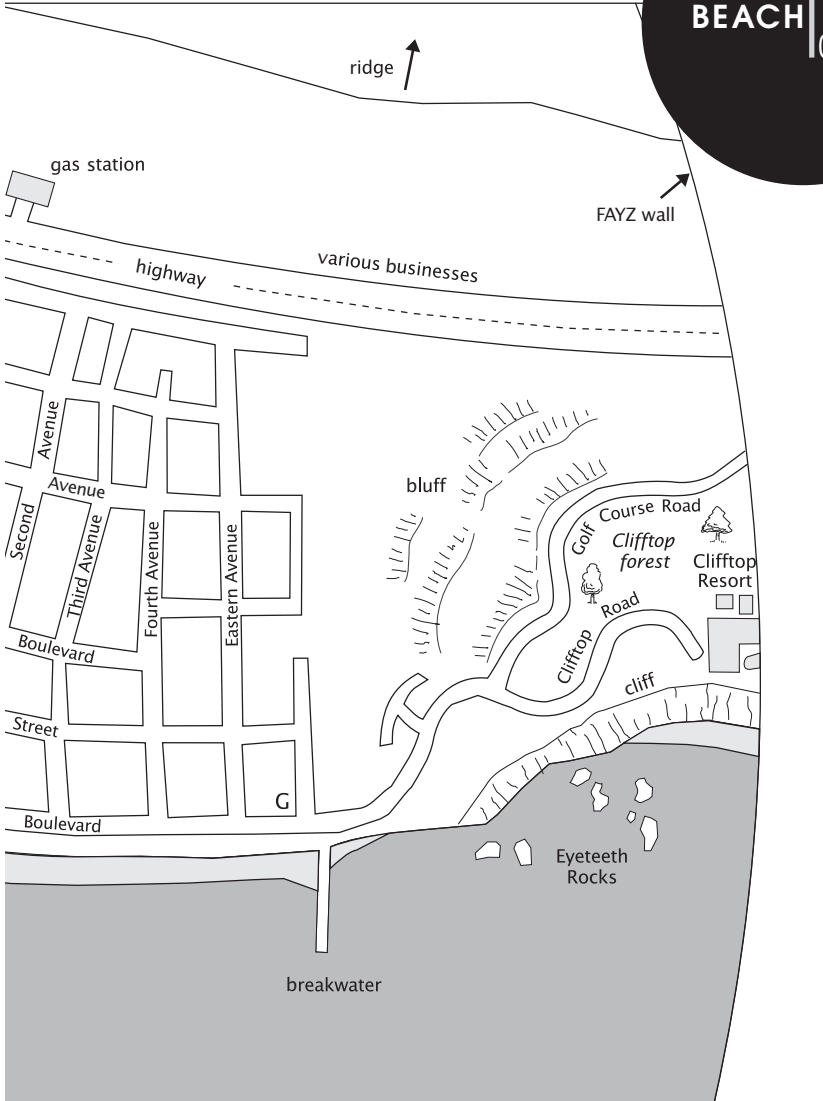 BEACH
ridge
gas station
FAYZ wall
various businesses
highway
bluff
Avenue
Avenue
Second
Third Avenue
Fourth Avenue
Eastern Avenue
Golf Course Road
Clifftop
forest
Clifftop
Resort
Clifftop Road
Boulevard
cliff
Street
G
Boulevard
Eyeteeth
Rocks
breakwater